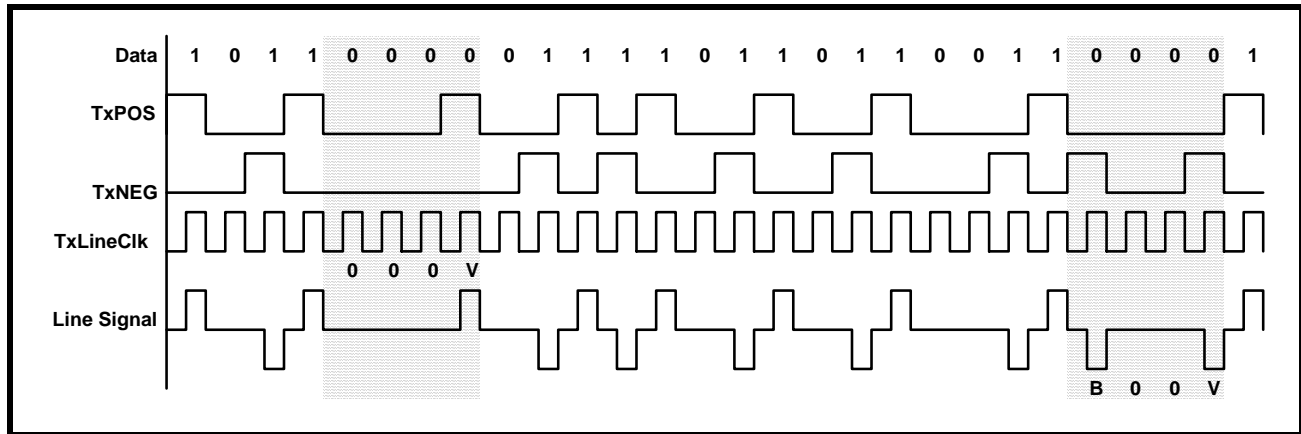 Data 1 0 1 1 0 0 0 0 0 1 1 1 1 0 1 1 0 1 1 0 0 1 1 0 0 0 0 1
TxPOS
TxNEG
TxLineClk
0 0 0 V
Line Signal
B 0 0 V